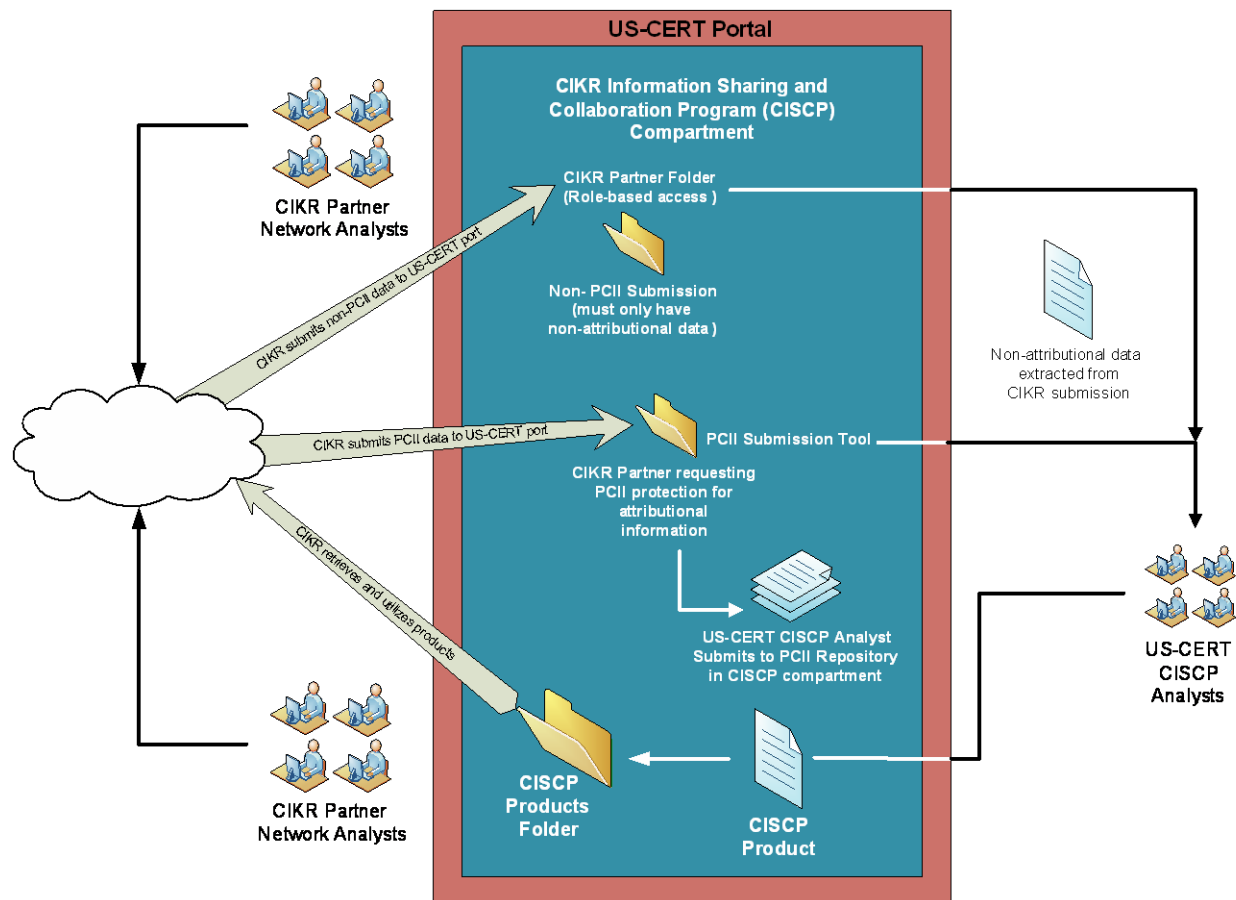 US-CERT Portal
CIKR Information Sharing and
Collaboration Program (CISCP)
Compartment
CIKR Partner
Network Analysts
CIKR Partner Folder
(Role-based access )
CIKR submits non-PCII data to US-CERT port
Non- PCII Submission
(must only have
non-attributional data )
Non-attributional data
extracted from
CIKR submission
CIKR submits PCII data to US-CERT port
PCII Submission Tool
CIKR Partner requesting
PCII protection for
attributional
information
CIKR retrieves and utilizes products
US-CERT CISCP Analyst
Submits to PCII Repository
in CISCP compartment
US-CERT
CISCP
Analysts
CIKR Partner
Network Analysts
CISCP
Products
Folder
CISCP
Product